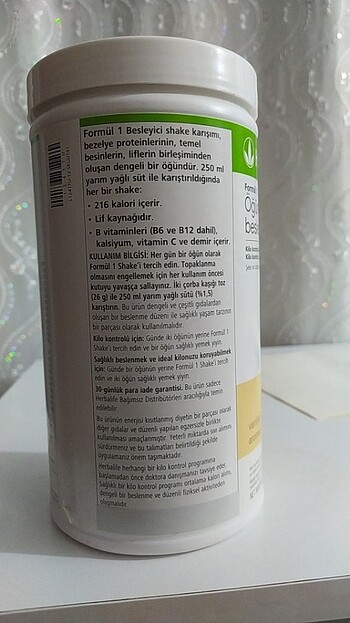 Formül 1 Besleyici shake karışımı,
bezelye proteinlerinin, temel
besinlerin, liflerin birleşiminden
oluşan dengeli bir öğündür. 250 ml
yarım yağlı süt ile karıştırıldığında
her bir shake:
• 216 kalori içerir.
• Lif kaynağıdır.
• B vitaminleri (B6 ve B12 dahil),
kalsiyum, vitamin C ve demir içerir.
KULLANIM BİLGİSİ: Her gün bir öğün olarak
Formül 1 Shake'i tercih edin. Topaklanma
olmasını engellemek için her kullanım öncesi
kutuyu yavaşça sallayınız. İki çorba kaşığı toz
(26 g) ile 250 ml yarım yağlı sütü (%1,5)
karıştırın. Bu ürün dengeli ve çeşitli gıdalardan
oluşan bir beslenme düzeni ile sağlıklı yaşam tarzının
bir parçası olarak kullanılmalıdır.
Kilo kontrolü için: Günde iki öğünün yerine Formül 1
Shake'i tercih edin ve bir öğün sağlıklı yemek yiyin.
Sağlıklı beslenmek ve ideal kilonuzu koruyabilmek
için: Günde bir öğünün yerine Formül 1 Shake'i tercih
edin ve iki öğün sağlıklı yemek yiyin.
30-günlük para iade garantisi. Bu ürün sadece
Herbalife Bağımsız Distribütörleri aracılığıyla temin
edilebilir
Bu ürünün enerjisi kısıtlanmış diyetin bir parçası olarak
diğer gıdalar ve düzenli yapılan egzersizle birlikte
kullanılması amaçlanmıştır. Yeterli miktarda sıvı alımını
sürdürmeniz ve bu talimatları belirtildiği şekilde
uygulamanız önem taşımaktadır.
Herbalife herhangi bir kilo kontrol programına
başlamadan önce doktora danışmanızı tavsiye eder.
Sağlıklı bir kilo kontrol programı ortalama kalori alımı,
dengeli bir beslenme ve düzenli fiziksel aktiviteden
oluşmalıdır.
Formül